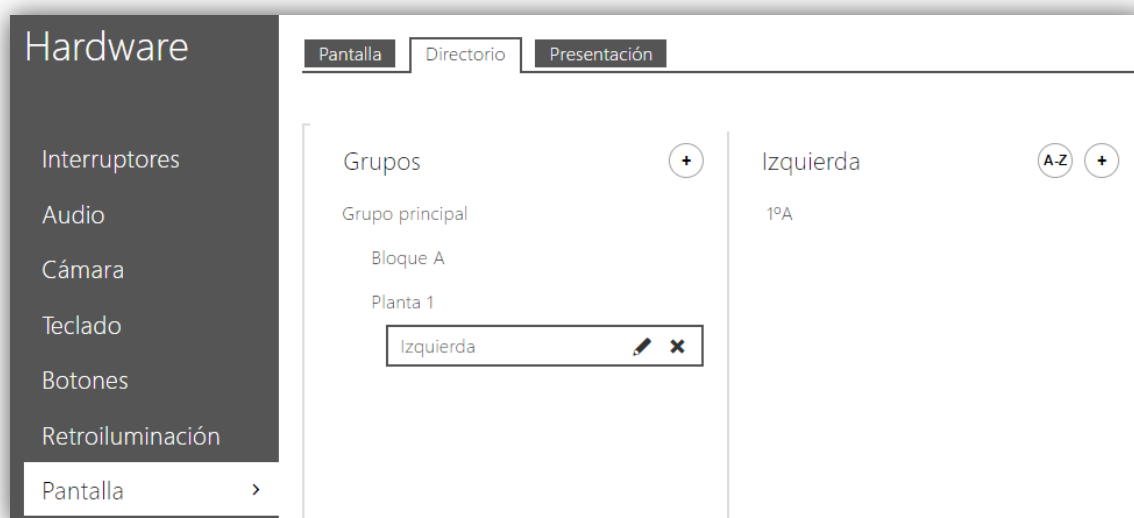 Hardware
Interruptores
Audio
Cámara
Teclado
Botones
Retroiluminación
Pantalla
Pantalla Directorio Presentación
Grupos +
Grupo principal
Bloque A
Planta 1
Izquierda
Izquierda A-Z +
1ºA